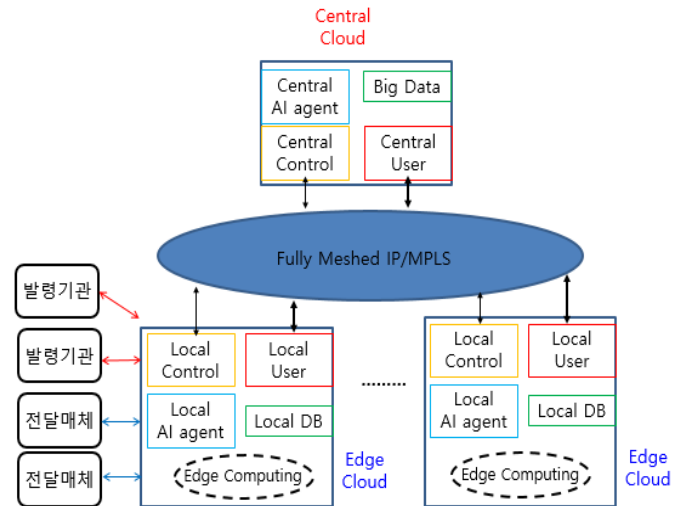 Central
Cloud
Central
AI agent
Big Data
Central
Control
Central
User
Fully Meshed IP/MPLS
발령기관
발령기관
전달매체
전달매체
Local
Control
Local
User
Local
AI agent
Local DB
Edge Computing
Edge
Cloud
.........
Local
Control
Local
User
Local
AI agent
Local DB
Edge Computing
Edge
Cloud